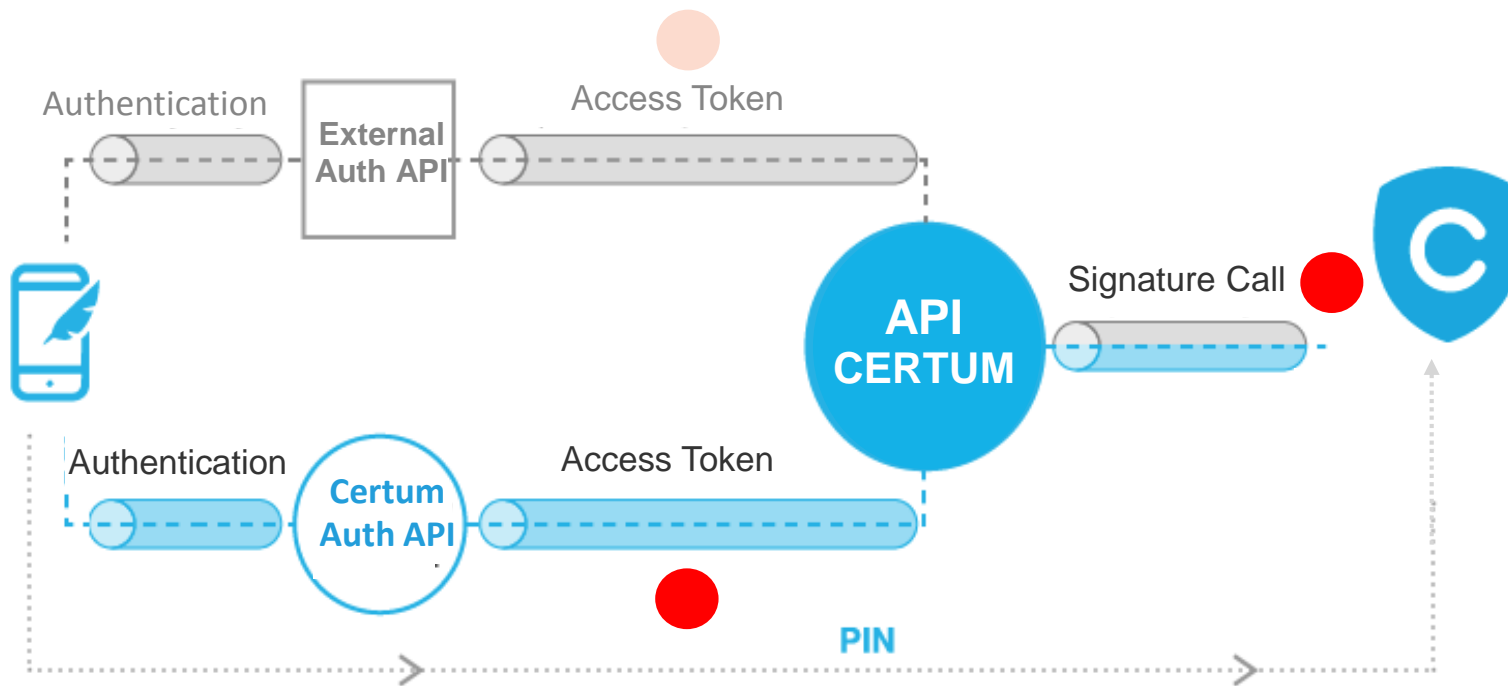 Authentication
External
Auth API
Access Token
Signature Call
API
CERTUM
Authentication
Certum
Auth API
Access Token
PIN